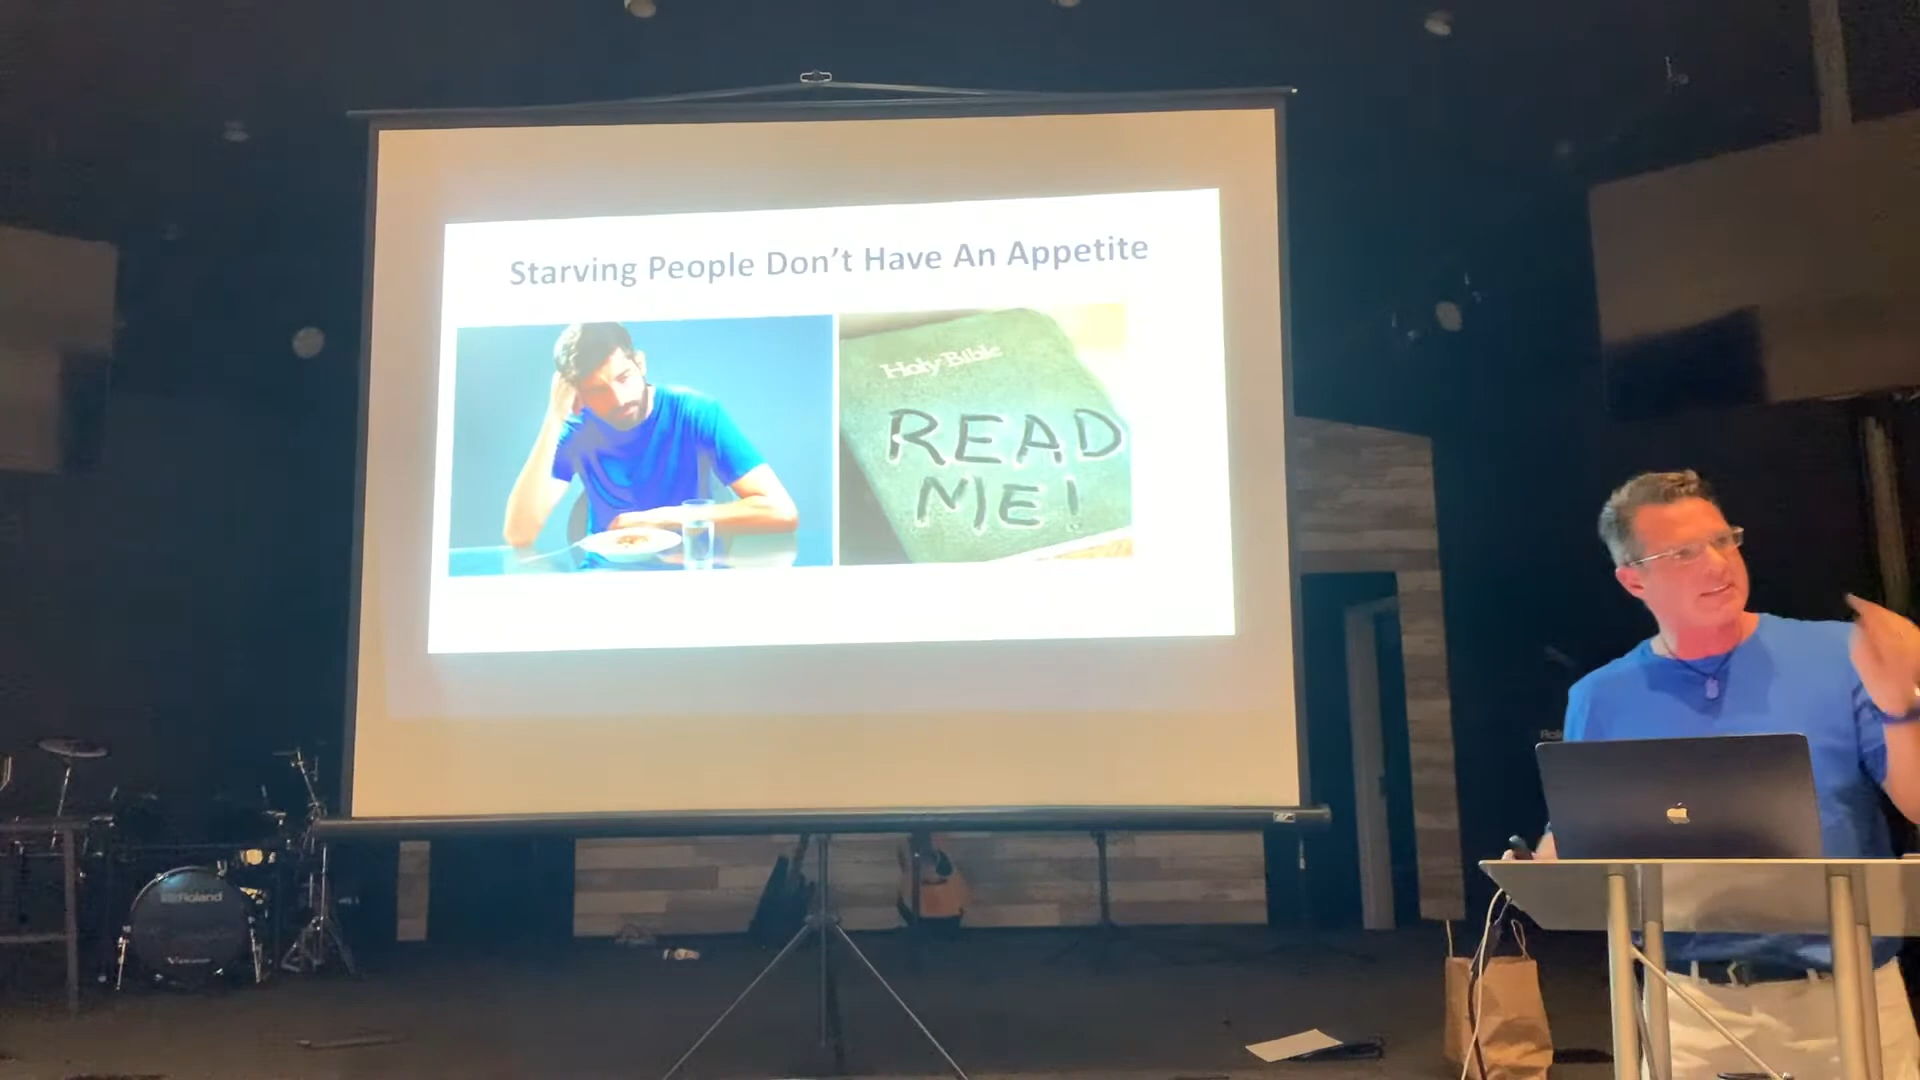 Starving People Don't Have An Appetite
Holy Bible
READ
ME!
Roland